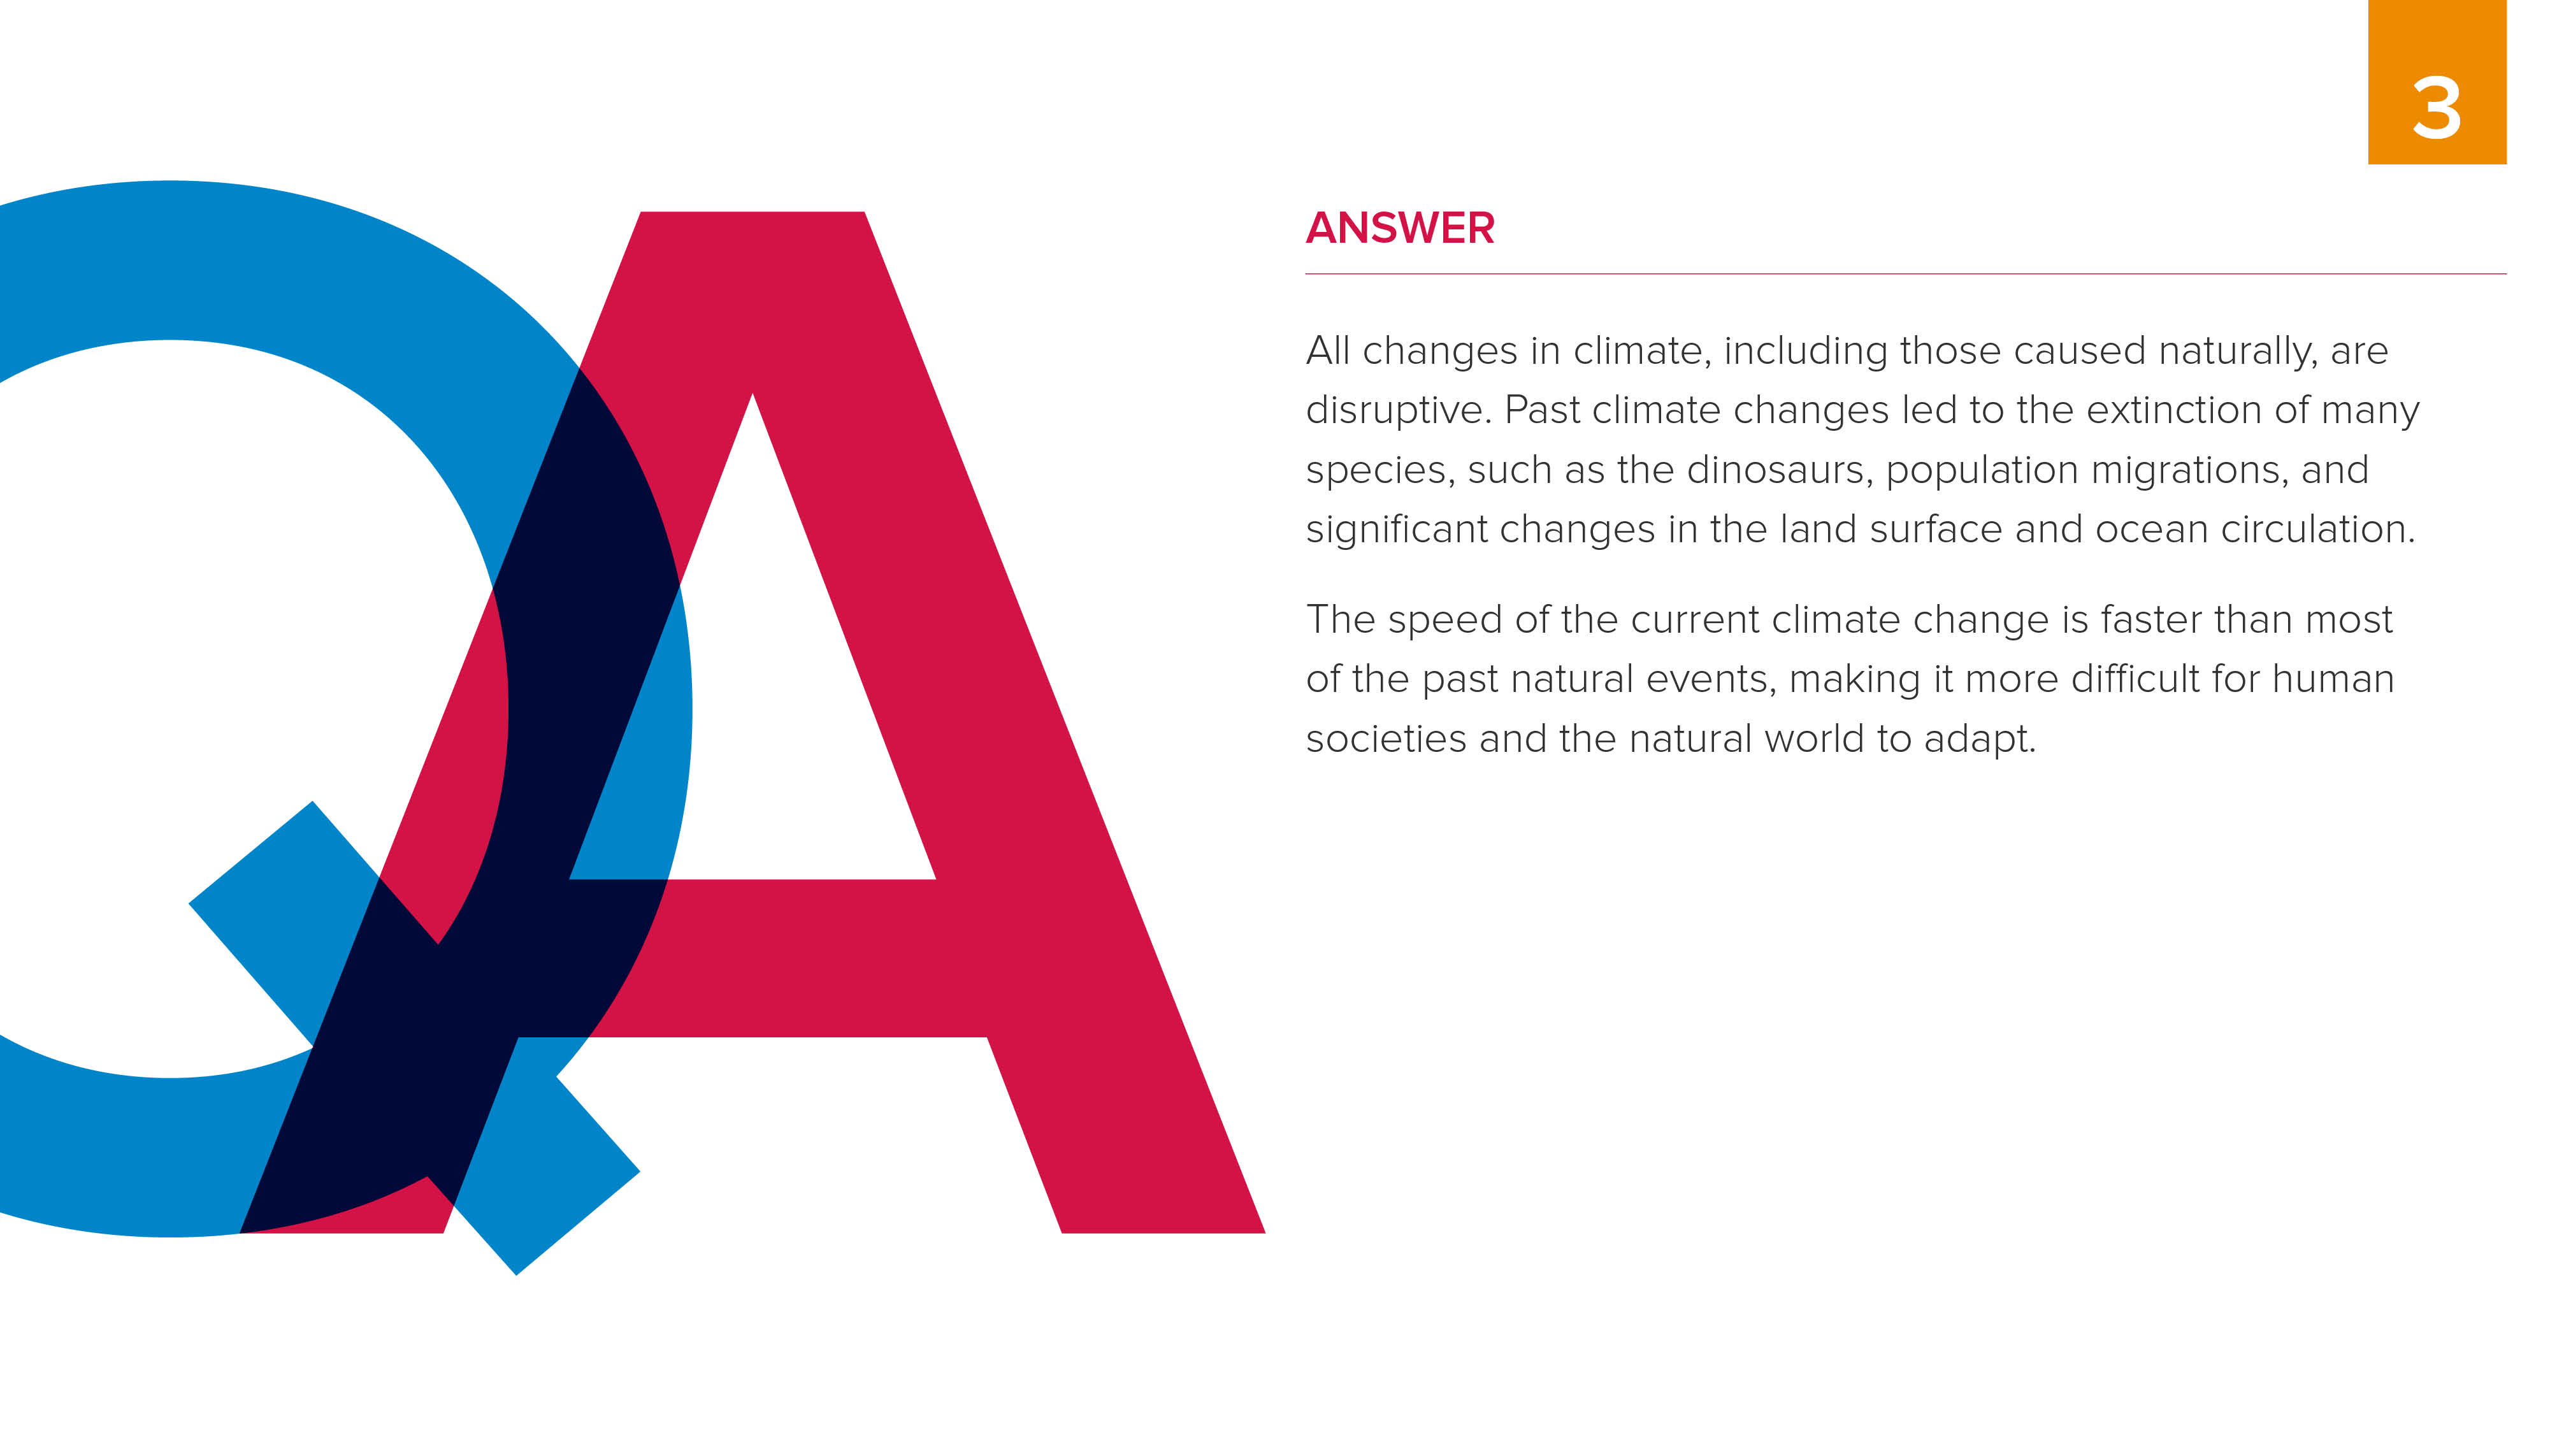 3
QA
ANSWER
All changes in climate, including those caused naturally, are
disruptive. Past climate changes led to the extinction of many
species, such as the dinosaurs, population migrations, and
significant changes in the land surface and ocean circulation.
The speed of the current climate change is faster than most
of the past natural events, making it more difficult for human
societies and the natural world to adapt.